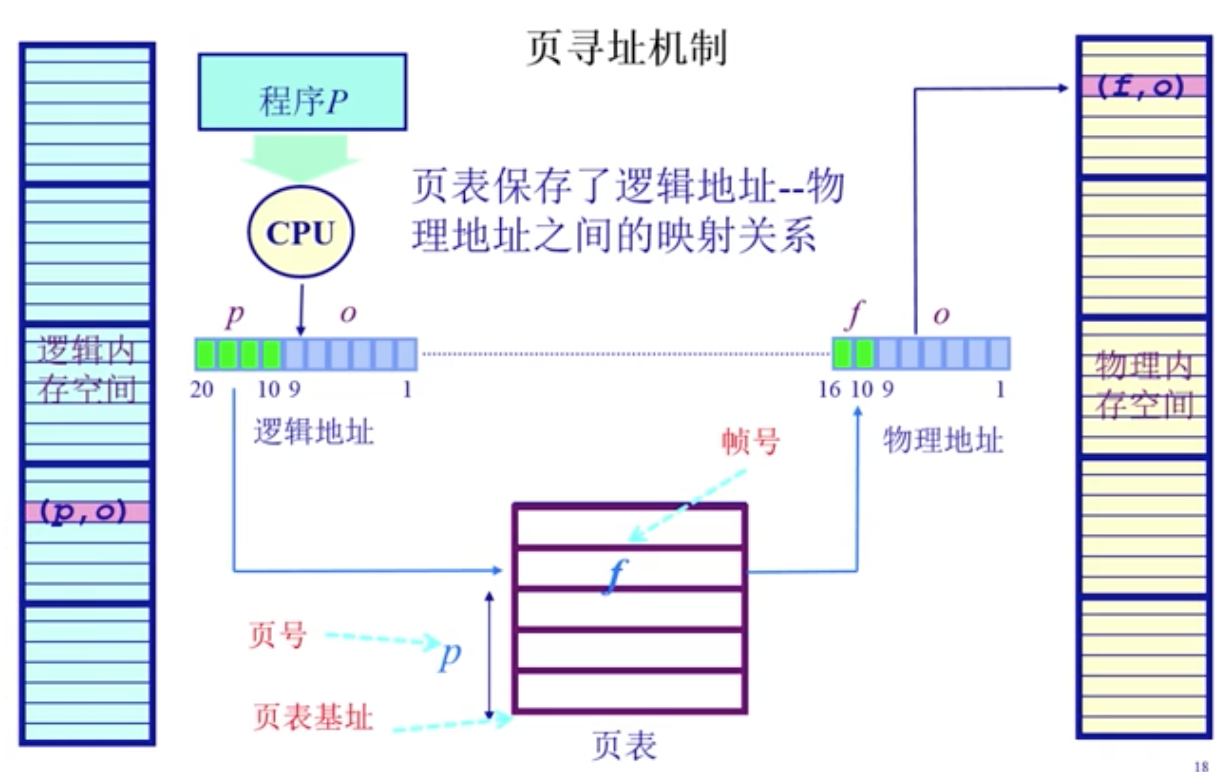 页寻址机制
程序P
CPU
页表保存了逻辑地址--物
理地址之间的映射关系
(f,o)
p
o
f
o
20
10
9
1
16
10
9
1
逻辑地址
物理地址
逻辑内
存空间
物理内
存空间
(p,o)
帧号
f
页号
p
页表基址
页表
18